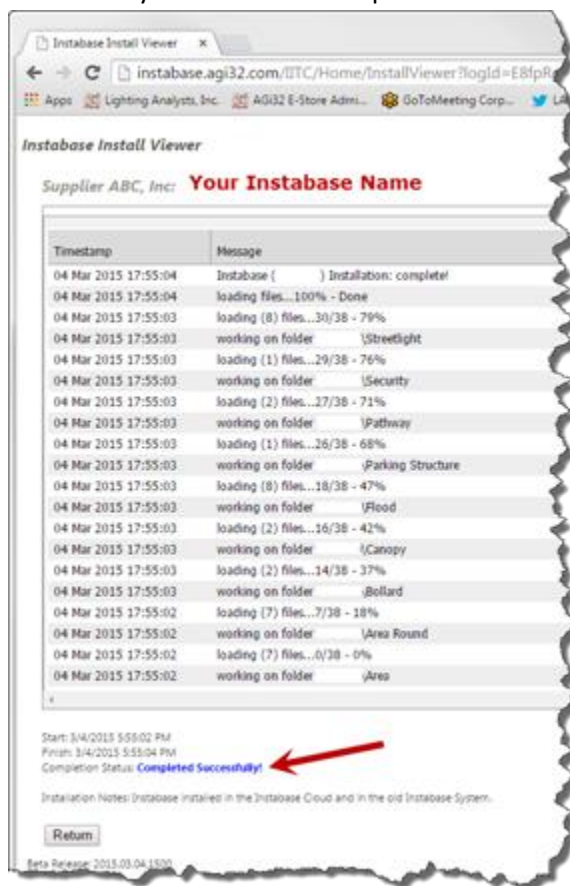 Instabase Install Viewer ×
instabase.agi32.com/IITC/Home/InstallViewer?logId=E8fpR
Apps Lighting Analysts, Inc. AGi32 E-Store Admi... GoToMeeting Corp...
Instabase Install Viewer
Supplier ABC, Inc: Your Instabase Name
Timestamp Message
04 Mar 2015 17:55:04 Instabase ( ) Installation: complete!
04 Mar 2015 17:55:04 loading files...100% - Done
04 Mar 2015 17:55:03 loading (8) files...30/38 - 79%
04 Mar 2015 17:55:03 working on folder \Streetlight
04 Mar 2015 17:55:03 loading (1) files...29/38 - 76%
04 Mar 2015 17:55:03 working on folder \Security
04 Mar 2015 17:55:03 loading (2) files...27/38 - 71%
04 Mar 2015 17:55:03 working on folder \Pathway
04 Mar 2015 17:55:03 loading (1) files...26/38 - 68%
04 Mar 2015 17:55:03 working on folder \Parking Structure
04 Mar 2015 17:55:03 loading (8) files...18/38 - 47%
04 Mar 2015 17:55:03 working on folder \Flood
04 Mar 2015 17:55:03 loading (2) files...16/38 - 42%
04 Mar 2015 17:55:03 working on folder \Canopy
04 Mar 2015 17:55:03 loading (2) files...14/38 - 37%
04 Mar 2015 17:55:03 working on folder \Bollard
04 Mar 2015 17:55:02 loading (7) files...7/38 - 18%
04 Mar 2015 17:55:02 working on folder \Area Round
04 Mar 2015 17:55:02 loading (7) files...0/38 - 0%
04 Mar 2015 17:55:02 working on folder \Area
Start: 3/4/2015 5:55:02 PM
Finish: 3/4/2015 5:55:04 PM
Completion Status: Completed Successfully!
Installation Notes: Instabase installed in the Instabase Cloud and in the old Instabase System.
Return
Beta Release: 2015.03.04.1500